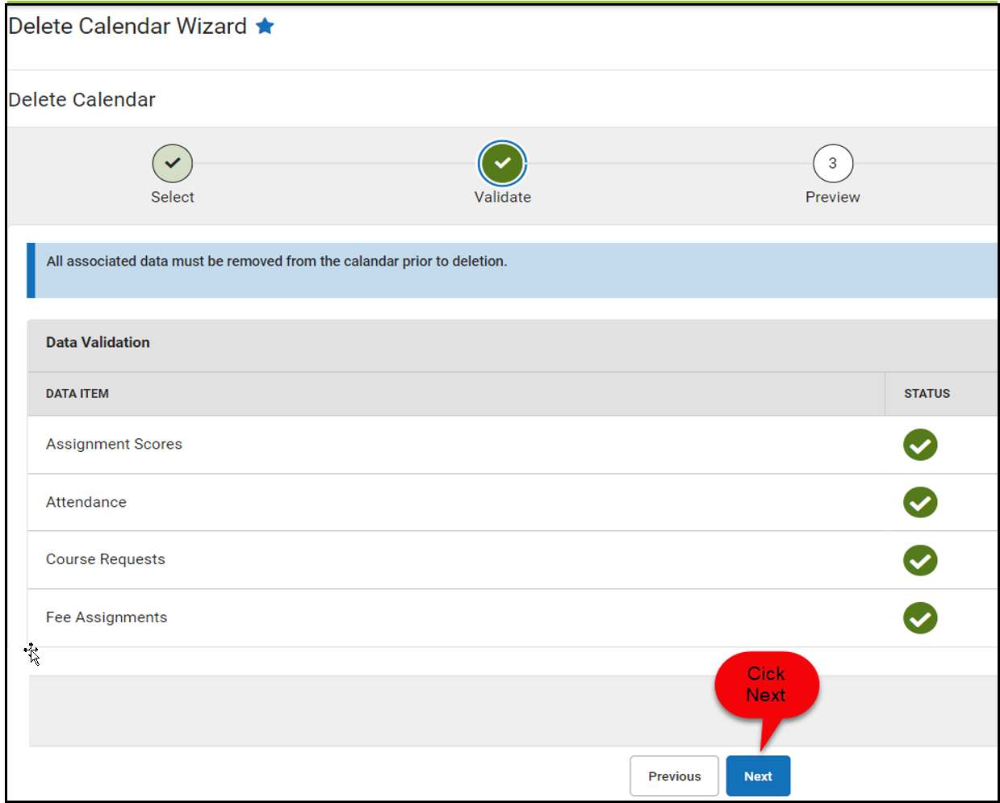 Delete Calendar Wizard
Delete Calendar
3
Select
Validate
Preview
All associated data must be removed from the calandar prior to deletion.
Data Validation
DATA ITEM
STATUS
Assignment Scores
Attendance
Course Requests
Fee Assignments
Cick
Next
Previous
Next